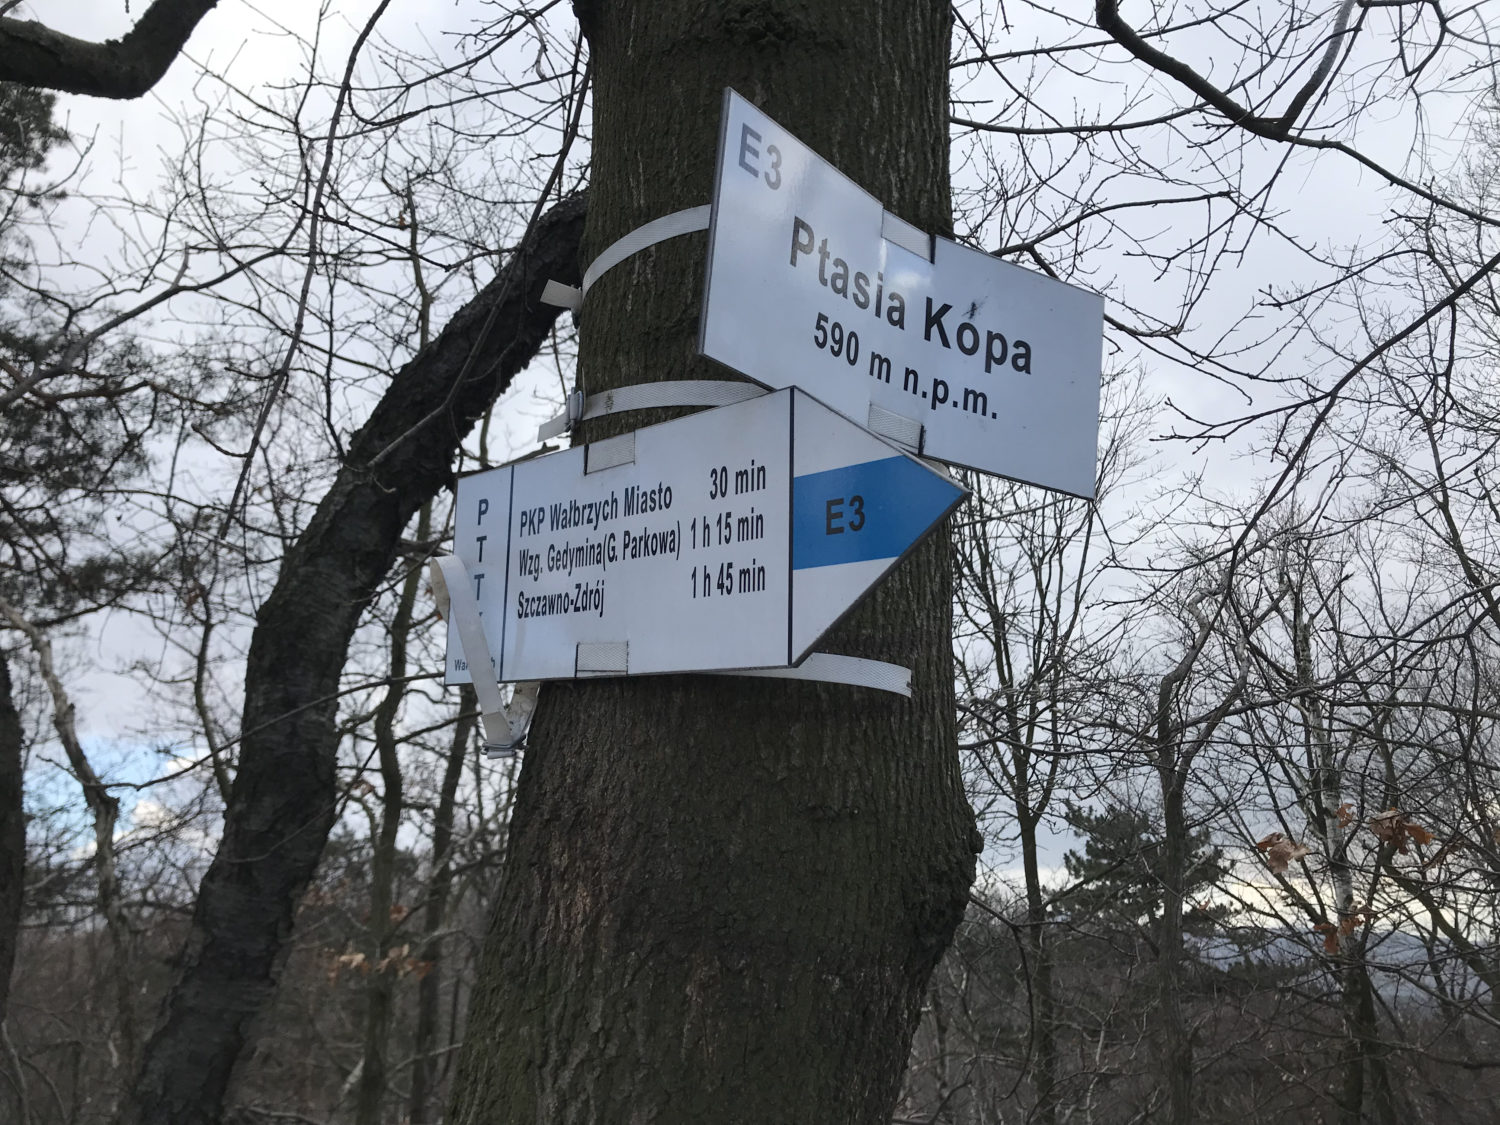 E3
Ptasia Kopa
590 m n.p.m.
PTT
PKP Wałbrzych Miasto 30 min
Wzg. Gedymina(G. Parkowa) 1 h 15 min
Szczawno-Zdrój 1 h 45 min
E3